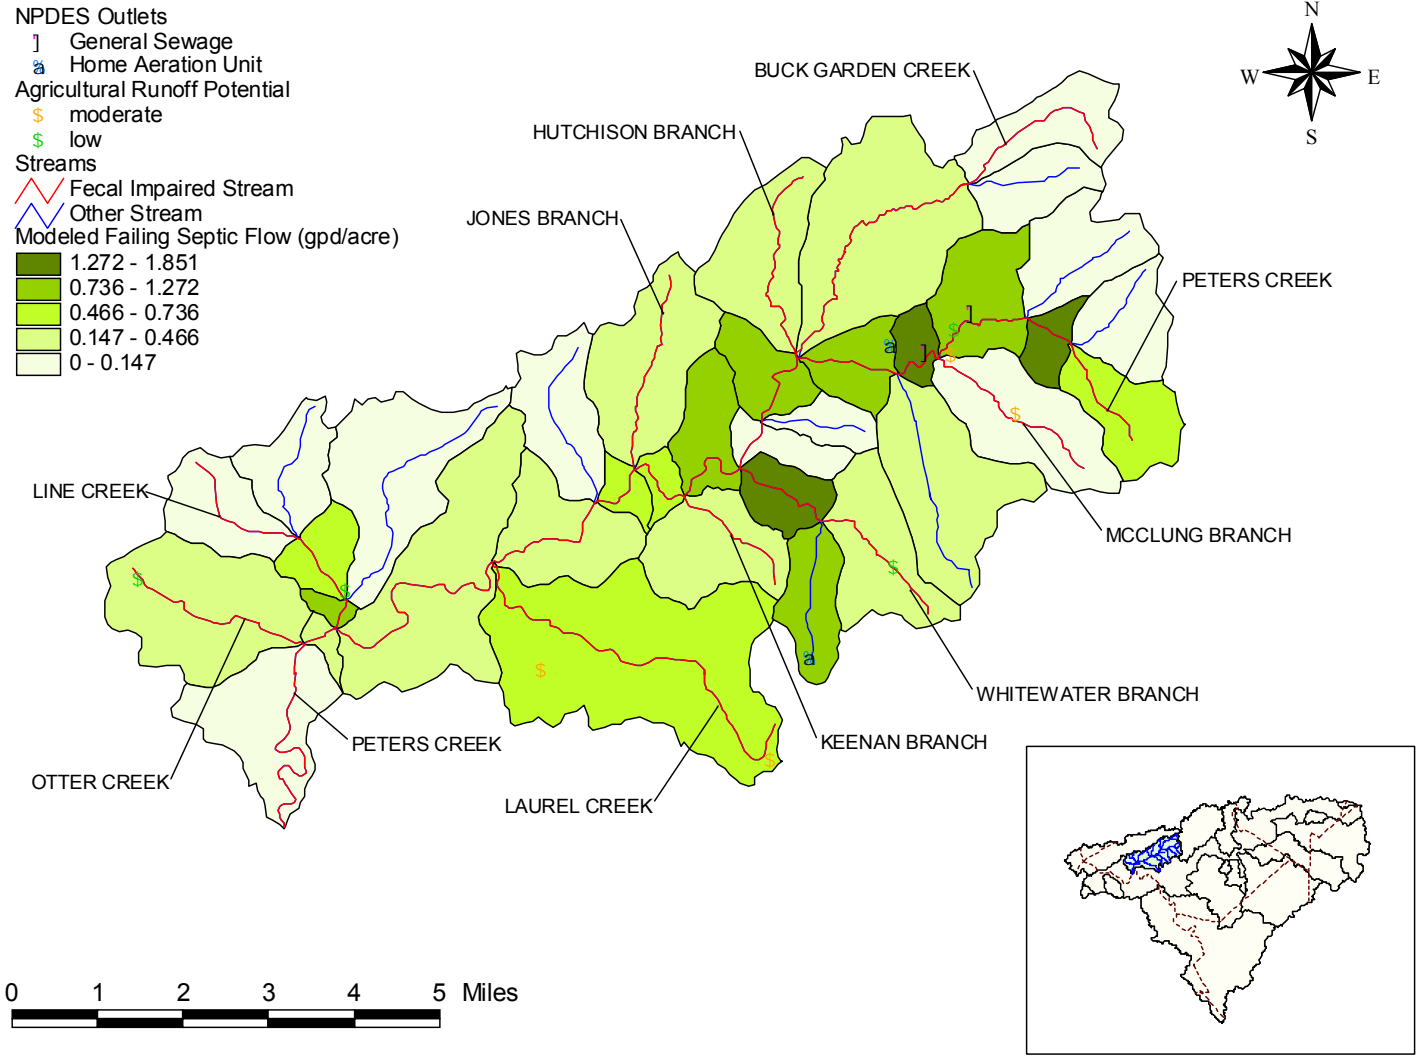 NPDES Outlets
] General Sewage
a Home Aeration Unit
Agricultural Runoff Potential
$ moderate
$ low
Streams
Fecal Impaired Stream
Other Stream
Modeled Failing Septic Flow (gpd/acre)
1.272 - 1.851
0.736 - 1.272
0.466 - 0.736
0.147 - 0.466
0 - 0.147
N
W E
S
BUCK GARDEN CREEK
HUTCHISON BRANCH
JONES BRANCH
PETERS CREEK
]
$
a ]
$
$
LINE CREEK
MCCLUNG BRANCH
$
$
$
a
$
WHITEWATER BRANCH
PETERS CREEK
KEENAN BRANCH
$
OTTER CREEK
LAUREL CREEK
0 1 2 3 4 5 Miles